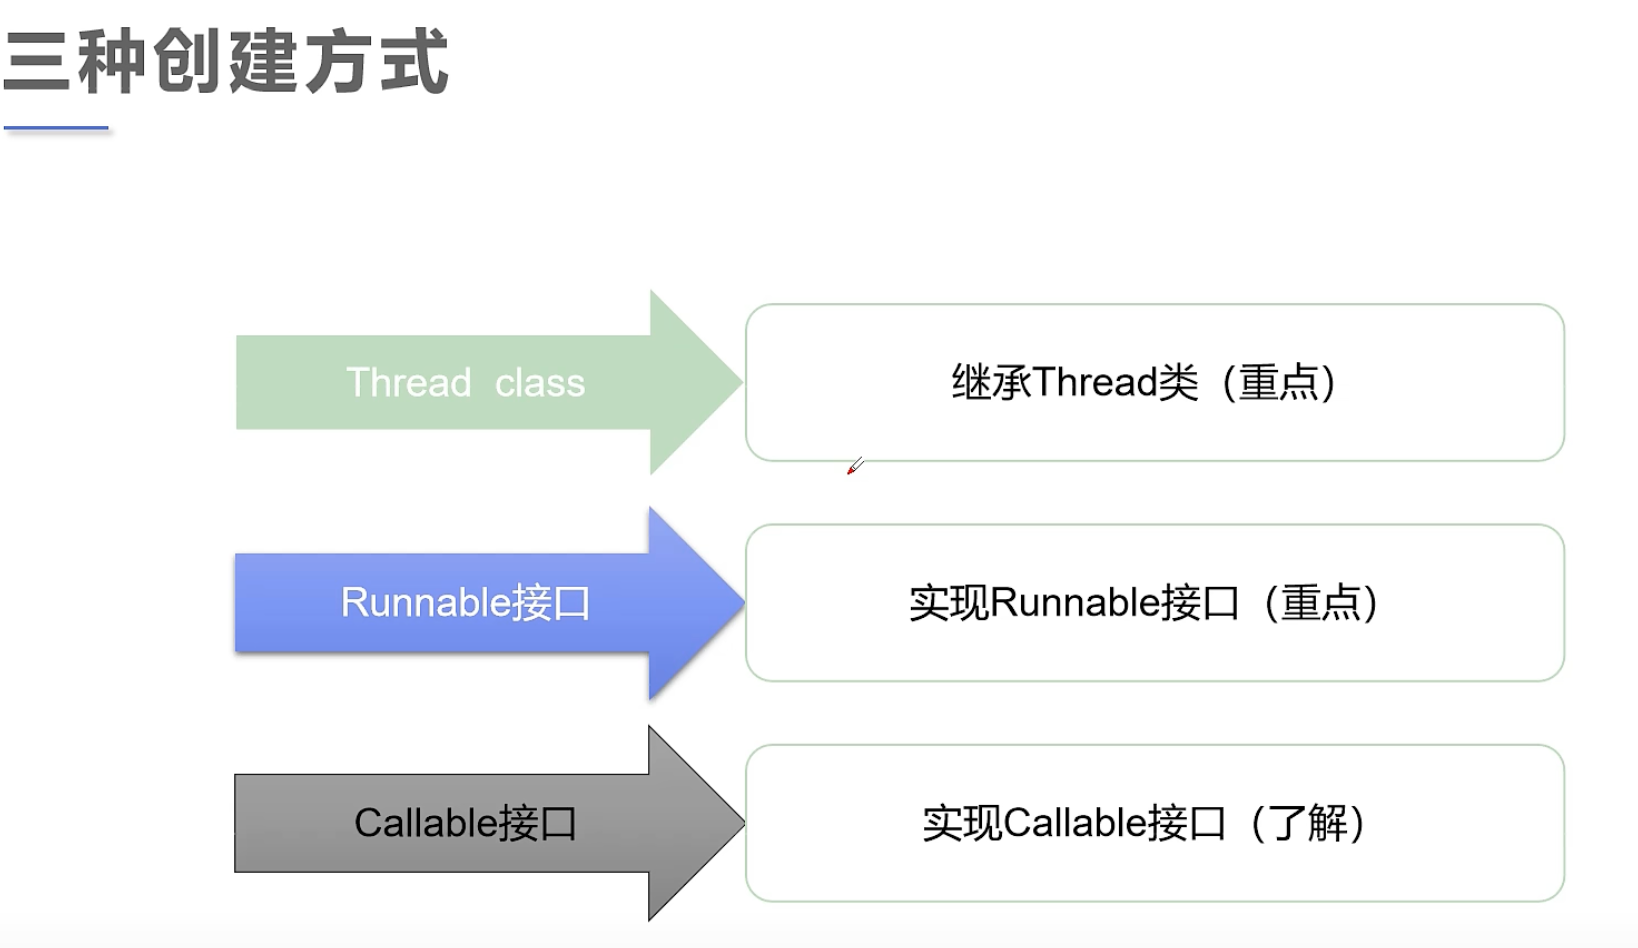 三种创建方式
Thread class
继承Thread类（重点）
Runnable接口
实现Runnable接口（重点）
Callable接口
实现Callable接口（了解）